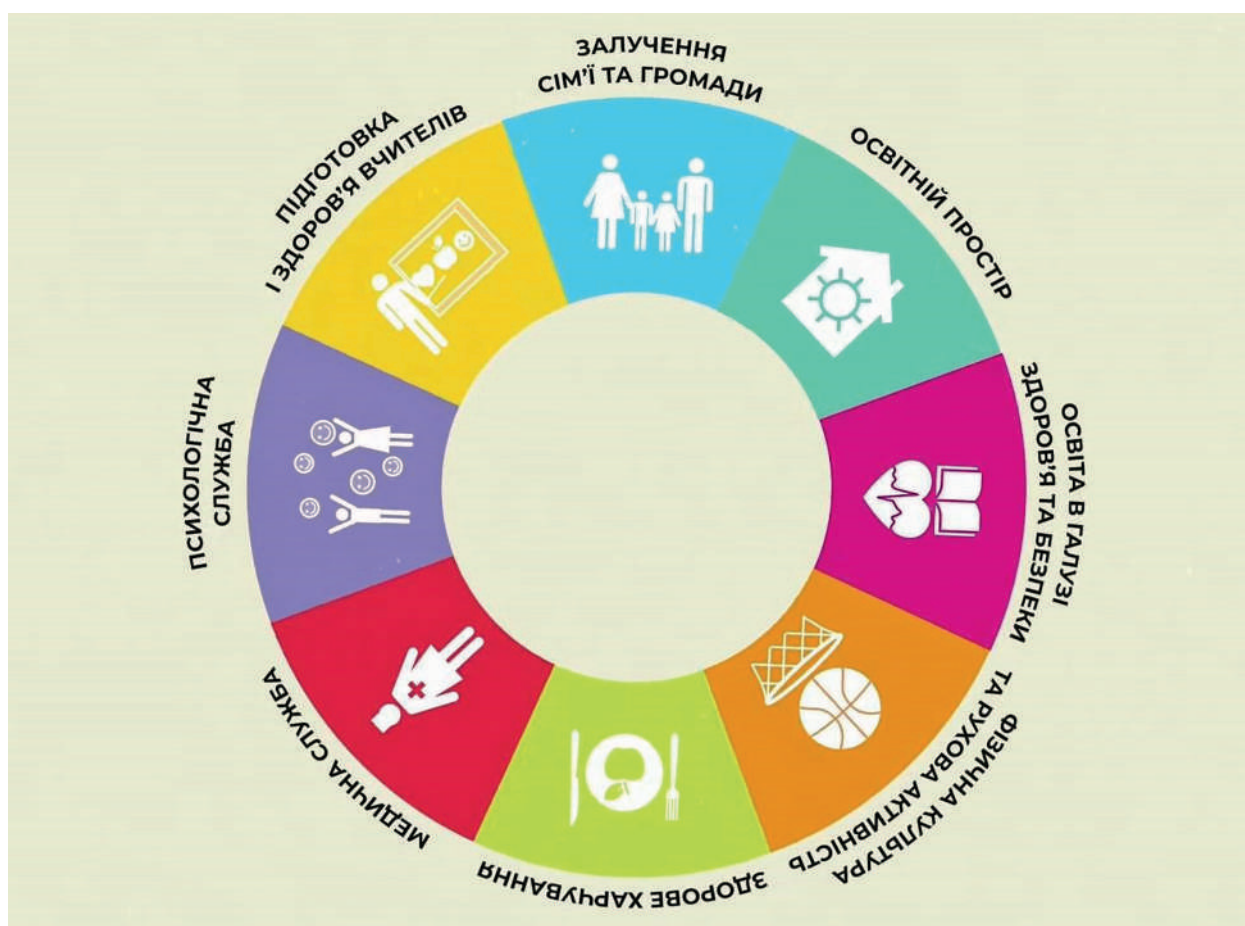 ЗАЛУЧЕННЯ
СІМ'Ї ТА ГРОМАДИ
ОСВІТНІЙ ПРОСТІР
ОСВІТА В ГАЛУЗІ
ЗДОРОВ'Я ТА БЕЗПЕКИ
ФІЗИЧНА КУЛЬТУРА
ТА РУХОВА АКТИВНІСТЬ
ЗДОРОВЕ ХАРЧУВАННЯ
МЕДИЧНА СЛУЖБА
ПСИХОЛОГІЧНА
СЛУЖБА
ПІДГОТОВКА
І ЗДОРОВ'Я ВЧИТЕЛІВ